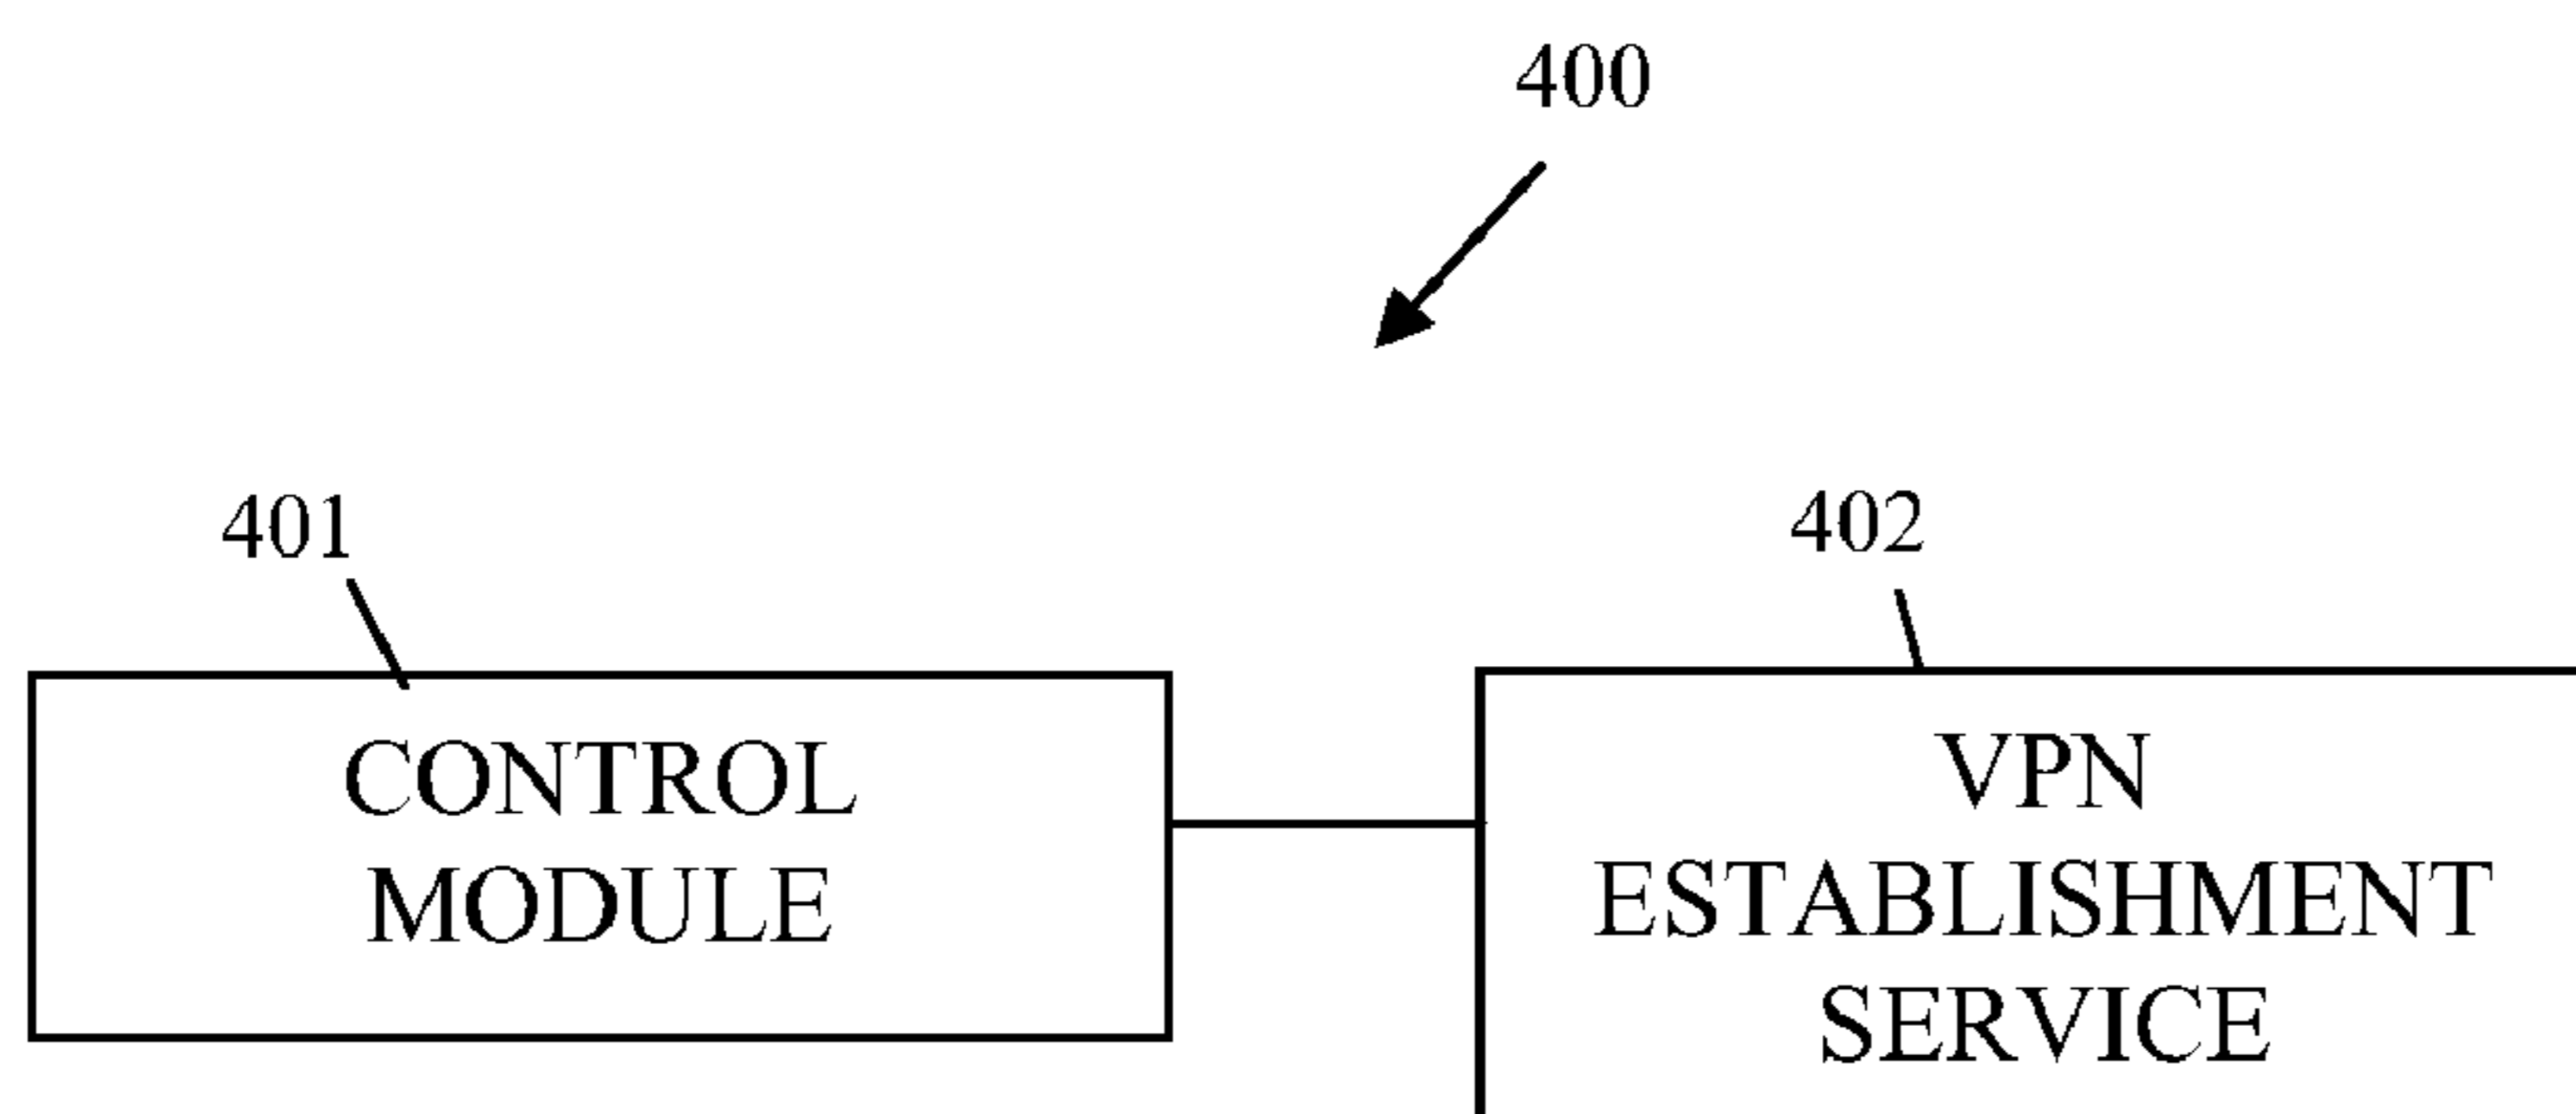 400
401
402
CONTROL
MODULE
VPN
ESTABLISHMENT
SERVICE